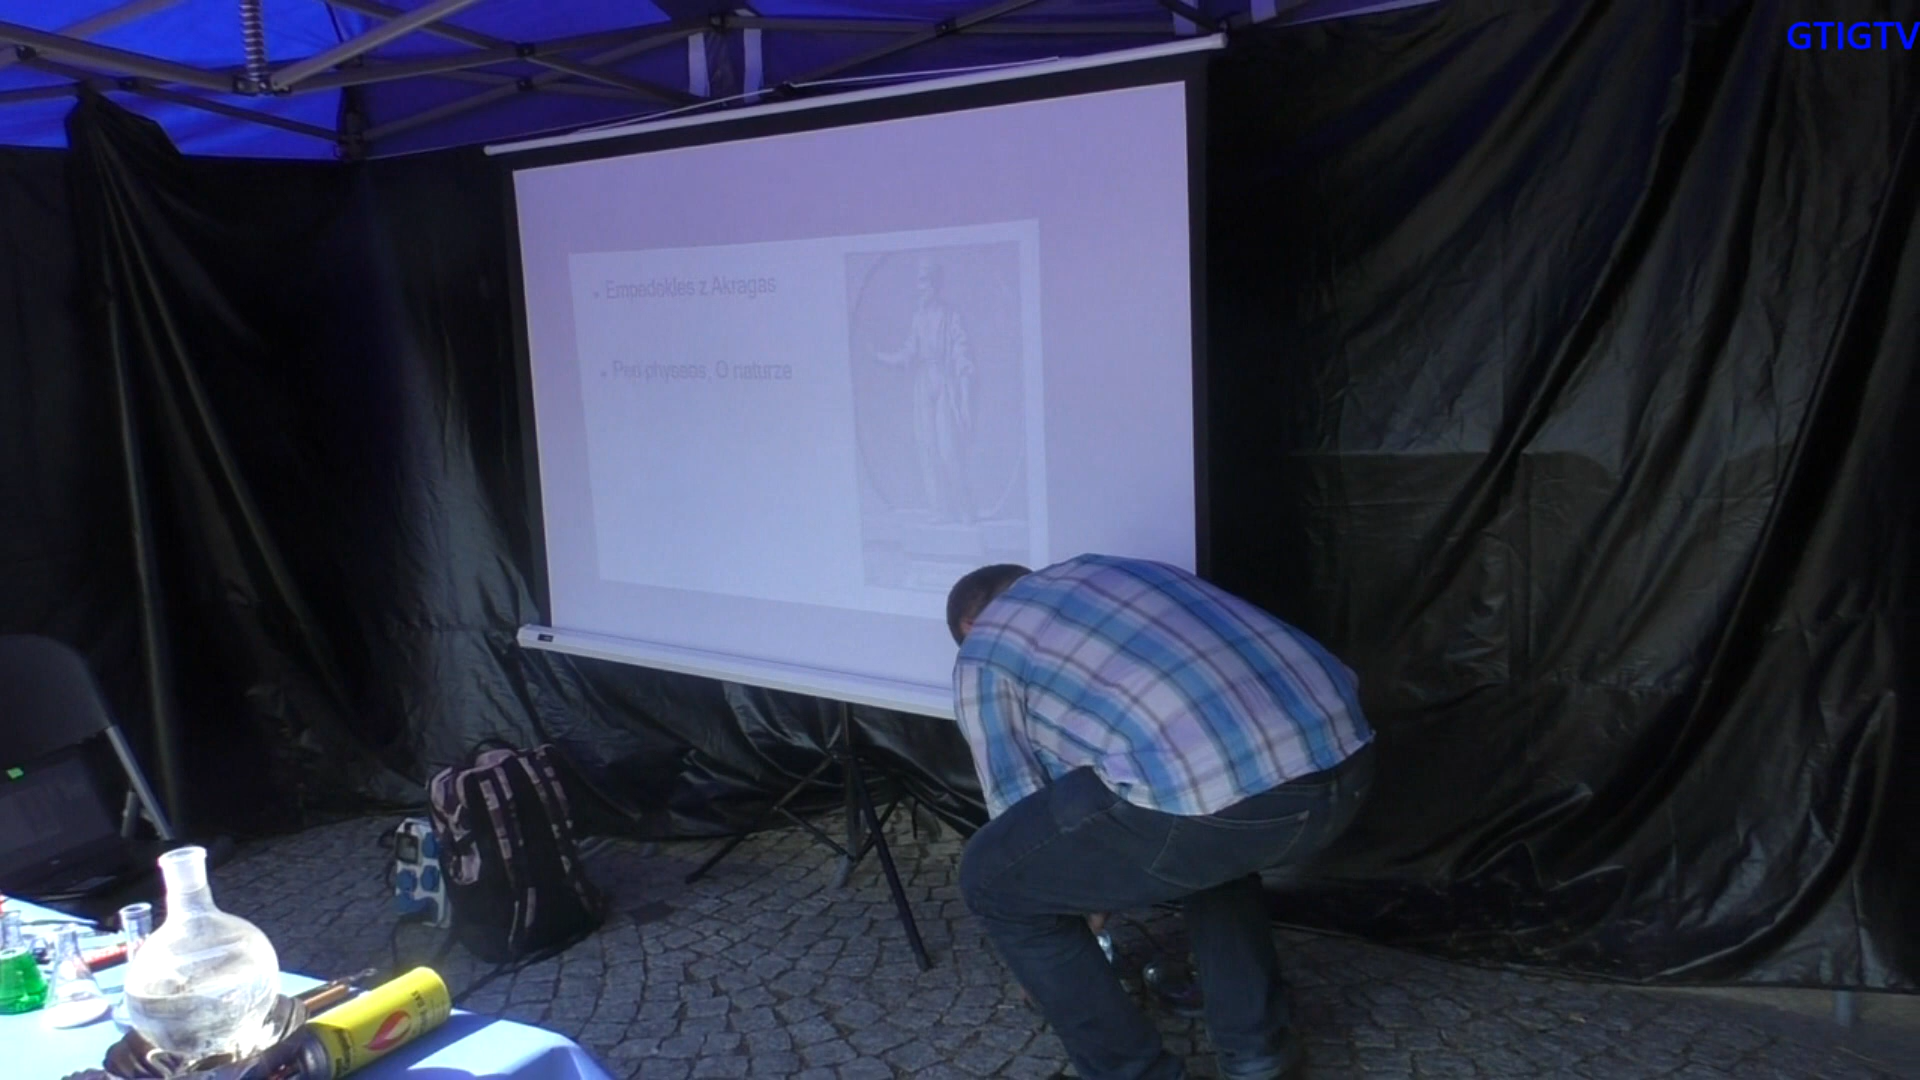 GTIGTV
• Empedokles z Akragas
• Peri physeos, O naturze